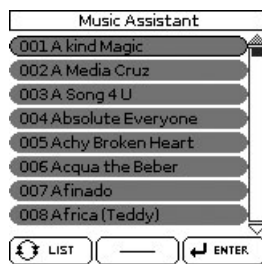 Music Assistant
001 A kind Magic
002 A Media Cruz
003 A Song 4 U
004 Absolute Everyone
005 Achy Broken Heart
006 Acqua the Beber
007 Afinado
008 Africa (Teddy)
LIST ENTER